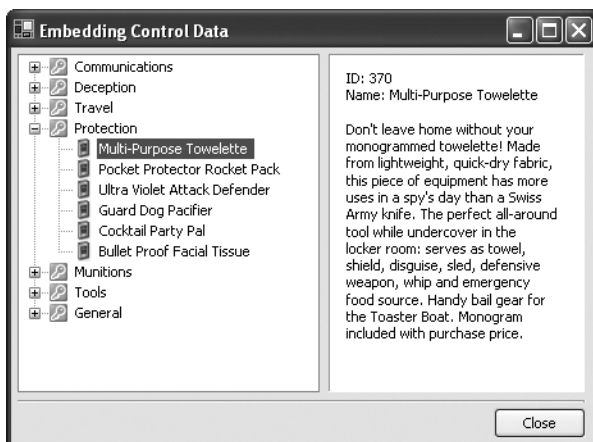 Embedding Control Data
Communications
Deception
Travel
Protection
Multi-Purpose Towelette
Pocket Protector Rocket Pack
Ultra Violet Attack Defender
Guard Dog Pacifier
Cocktail Party Pal
Bullet Proof Facial Tissue
Munitions
Tools
General
ID: 370
Name: Multi-Purpose Towelette
Don't leave home without your
monogrammed towelette! Made
from lightweight, quick-dry fabric,
this piece of equipment has more
uses in a spy's day than a Swiss
Army knife. The perfect all-around
tool while undercover in the
locker room: serves as towel,
shield, disguise, sled, defensive
weapon, whip and emergency
food source. Handy bail gear for
the Toaster Boat. Monogram
included with purchase price.
Close